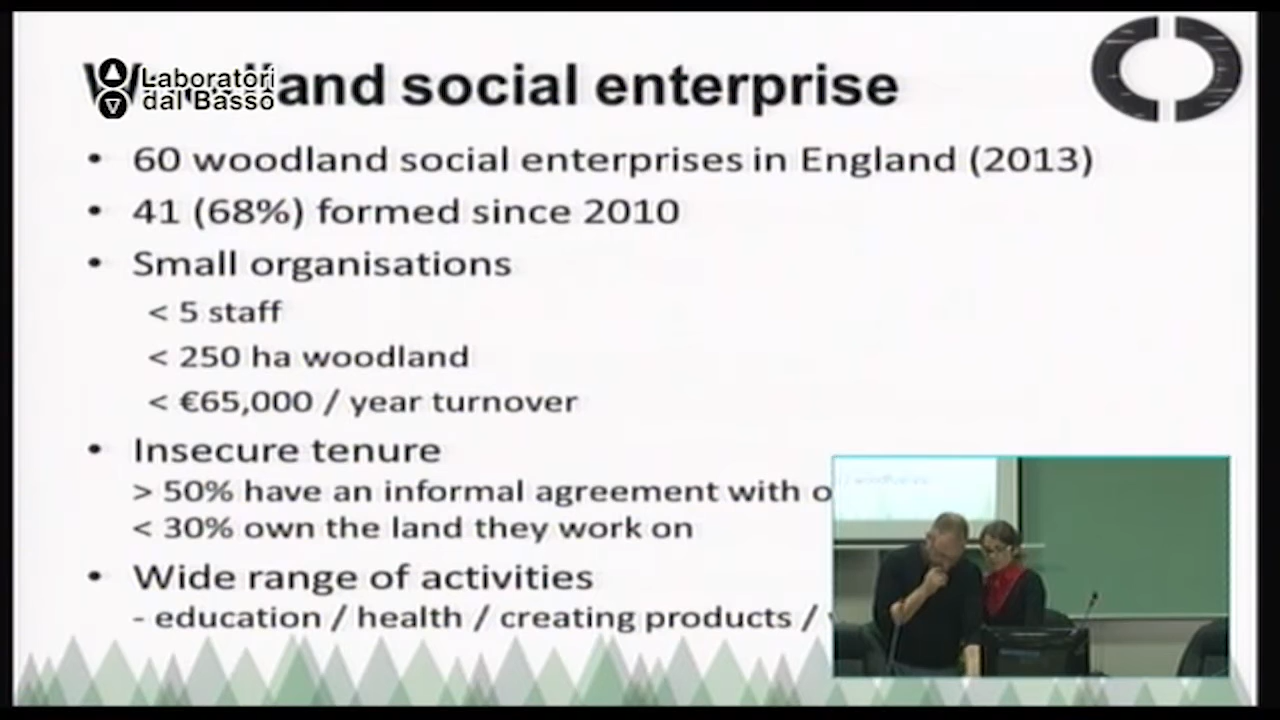 Laboratori
dal Basso
Woodland social enterprise
• 60 woodland social enterprises in England (2013)
• 41 (68%) formed since 2010
• Small organisations
< 5 staff
< 250 ha woodland
< €65,000 / year turnover
• Insecure tenure
> 50% have an informal agreement with o
< 30% own the land they work on
• Wide range of activities
- education / health / creating products /